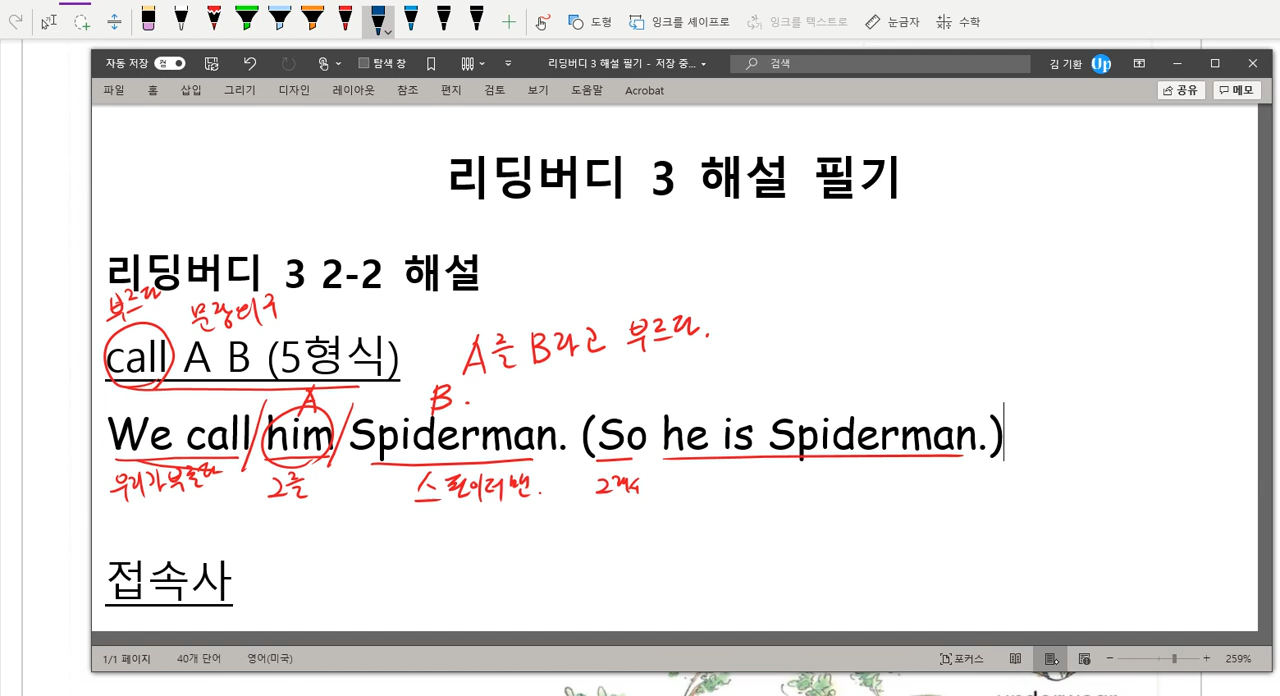 도형 잉크를 셰이프로 잉크를 텍스트로 눈금자 수학
자동 저장 켬 탐색 창 리딩버디 3 해설 필기 - 저장 중... 검색 김 기환 Up
파일 홈 삽입 그리기 디자인 레이아웃 참조 편지 검토 보기 도움말 Acrobat 공유 메모
리딩버디 3 해설 필기
리딩버디 3 2-2 해설
부르다 문장미구
call A B (5형식) A를 B라고 부르다.
A B.
We call/him/Spiderman. (So he is Spiderman.)
우리가 부른다 그를 스파이더맨. 그래서
접속사
1/1 페이지 40개 단어 영어(미국) 포커스 259%